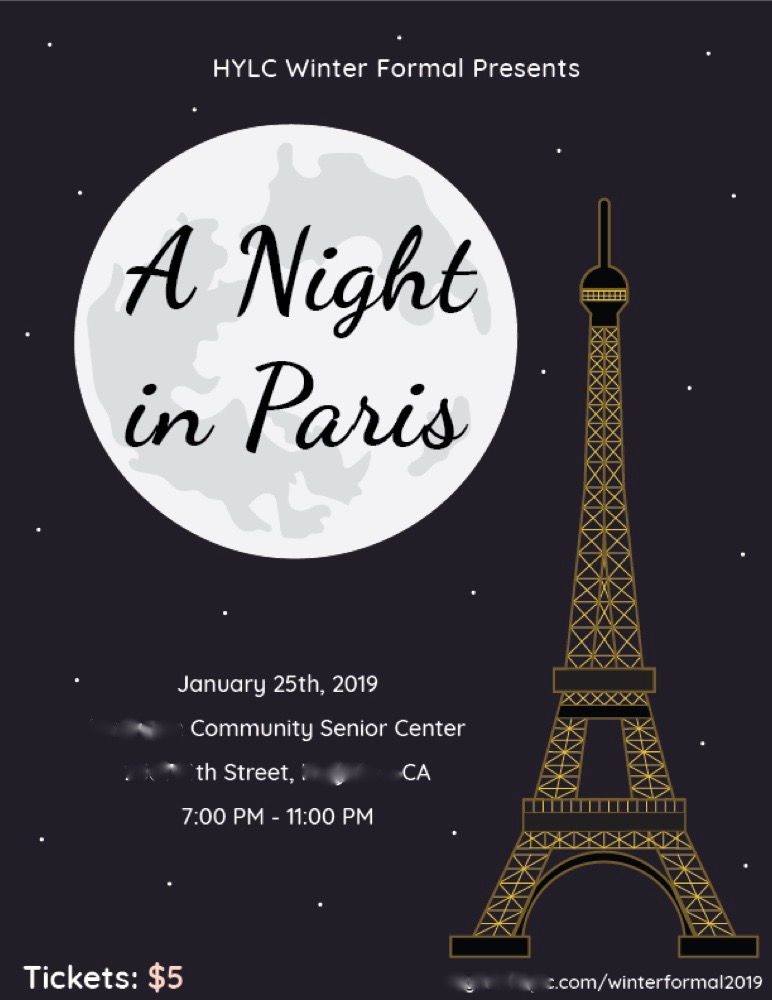 HYLC Winter Formal Presents
A Night
in Paris
January 25th, 2019
Community Senior Center
th Street, CA
7:00 PM - 11:00 PM
Tickets: $5
.com/winterformal2019